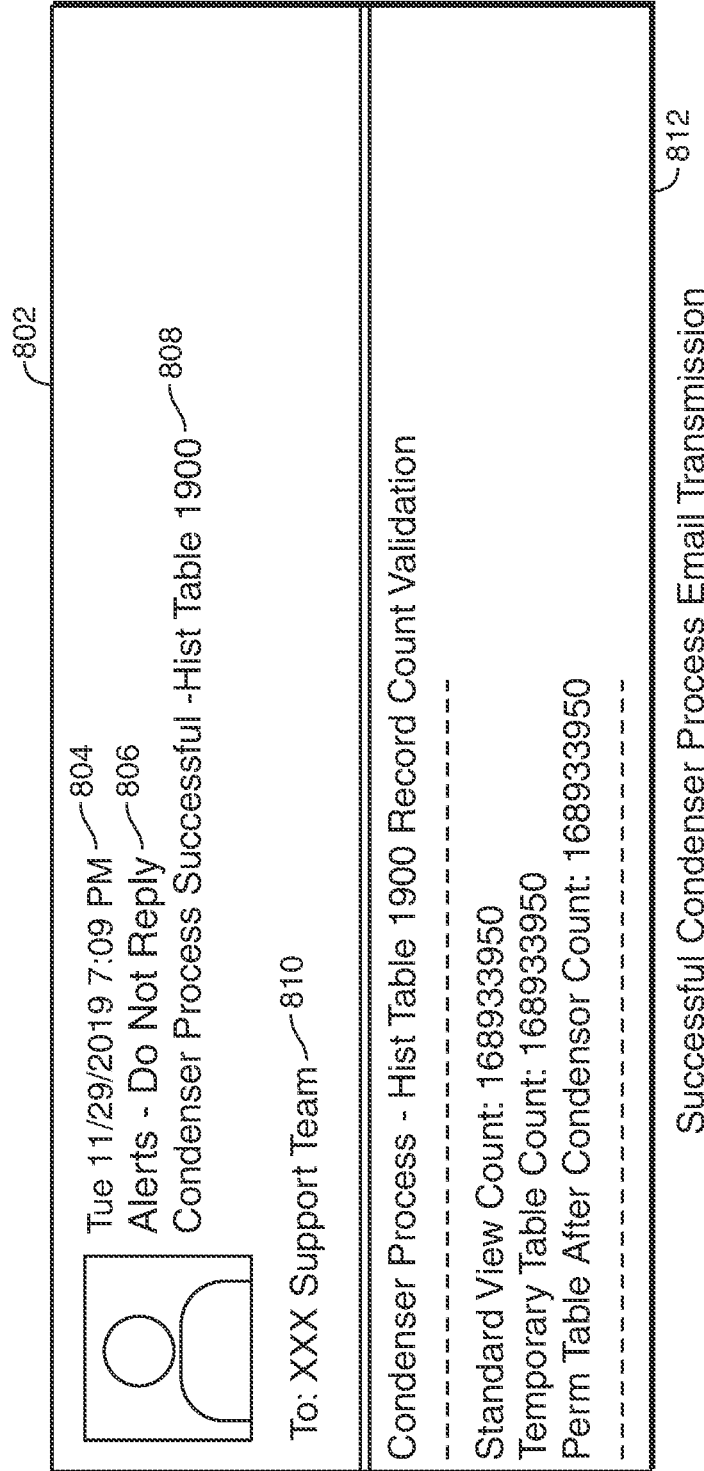 802
Tue 11/29/2019 7:09 PM 804
Alerts - Do Not Reply 806
Condenser Process Successful -Hist Table 1900 808
To: XXX Support Team 810
Condenser Process - Hist Table 1900 Record Count Validation
Standard View Count: 168933950
Temporary Table Count: 168933950
Perm Table After Condensor Count: 168933950
812
Successful Condenser Process Email Transmission